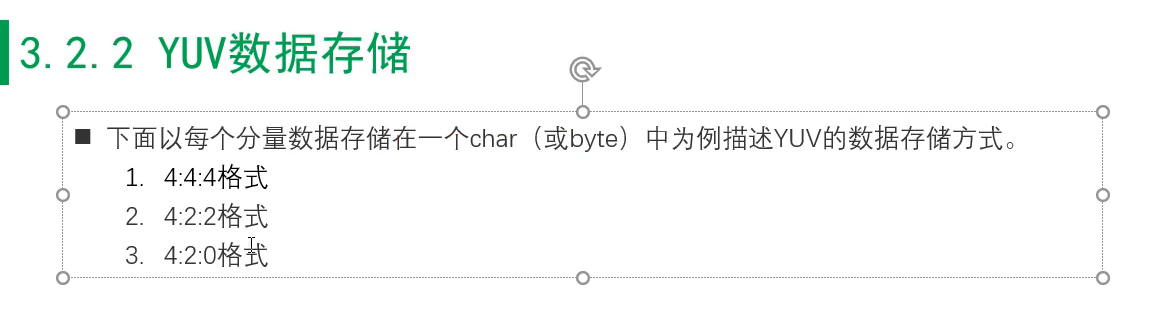 3.2.2 YUV数据存储
■ 下面以每个分量数据存储在一个char（或byte）中为例描述YUV的数据存储方式。
1. 4:4:4格式
2. 4:2:2格式
3. 4:2:0格式